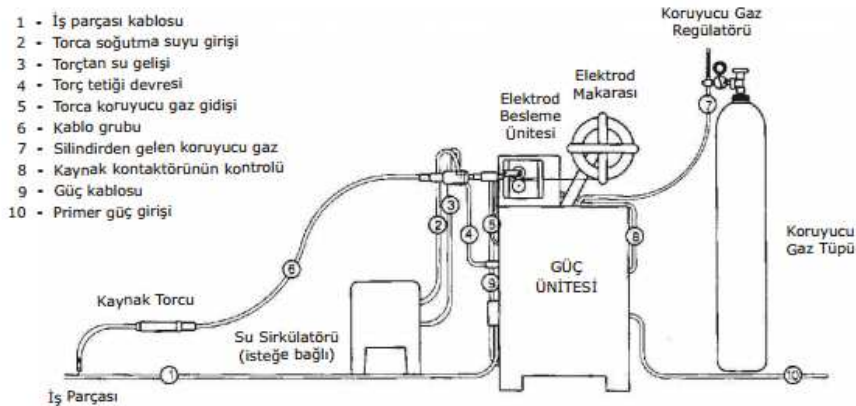 1 - İş parçası kablosu
2 - Torca soğutma suyu girişi
3 - Torçtan su gelişi
4 - Torç tetiği devresi
5 - Torca koruyucu gaz gidişi
6 - Kablo grubu
7 - Silindirden gelen koruyucu gaz
8 - Kaynak kontaktörünün kontrolü
9 - Güç kablosu
10 - Primer güç girişi
Koruyucu Gaz
Regülatörü
Elektrod
Makarası
Elektrod
Besleme
Ünitesi
7
2
3
4
5
8
6
9
GÜÇ
ÜNİTESİ
Koruyucu
Gaz Tüpü
Kaynak Torcu
Su Sirkülatörü
(isteğe bağlı)
1
10
İş Parçası